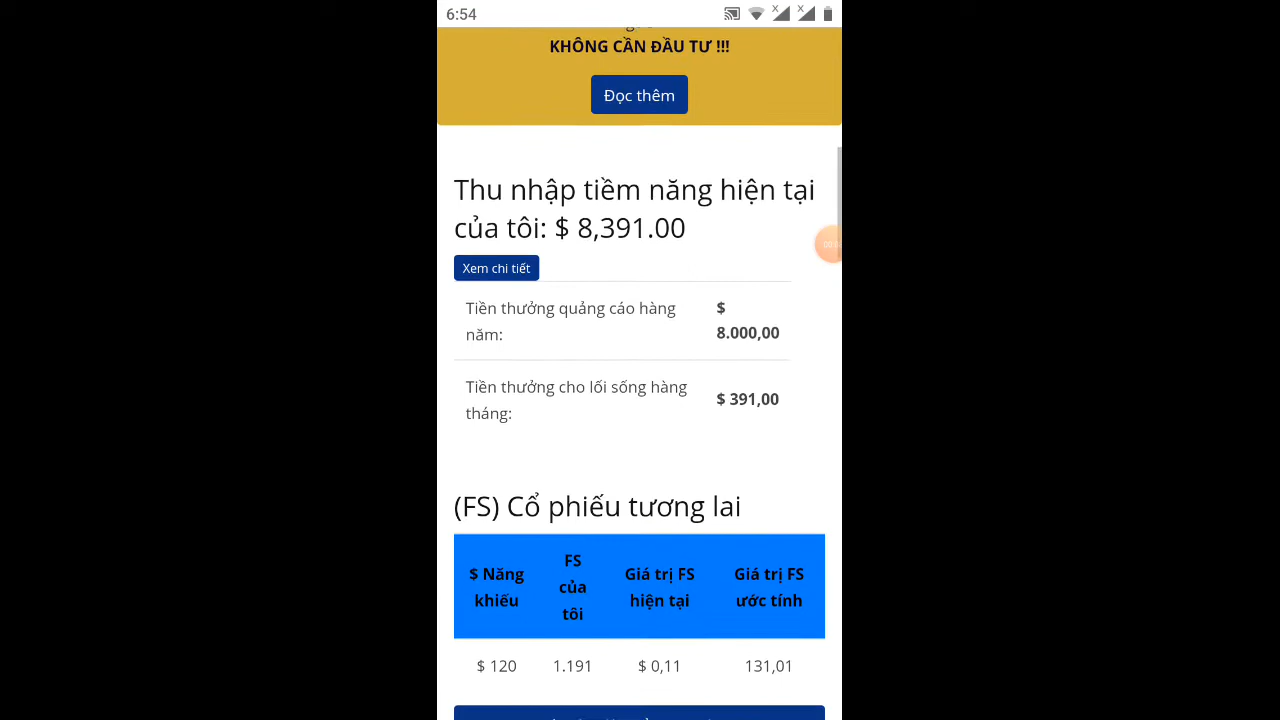 6:54
KHÔNG CẦN ĐẦU TƯ !!!
Đọc thêm
Thu nhập tiềm năng hiện tại
của tôi: $ 8,391.00
Xem chi tiết
Tiền thưởng quảng cáo hàng
năm:
$
8.000,00
Tiền thưởng cho lối sống hàng
tháng:
$ 391,00
(FS) Cổ phiếu tương lai
$ Năng
khiếu
FS
của
tôi
Giá trị FS
hiện tại
Giá trị FS
ước tính
$ 120
1.191
$ 0,11
131,01